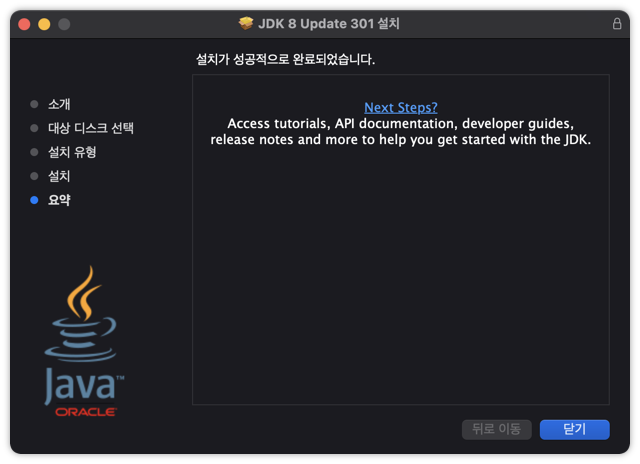 JDK 8 Update 301 설치
설치가 성공적으로 완료되었습니다.
소개
대상 디스크 선택
설치 유형
설치
요약
Next Steps?
Access tutorials, API documentation, developer guides,
release notes and more to help you get started with the JDK.
Java™
ORACLE
뒤로 이동
닫기